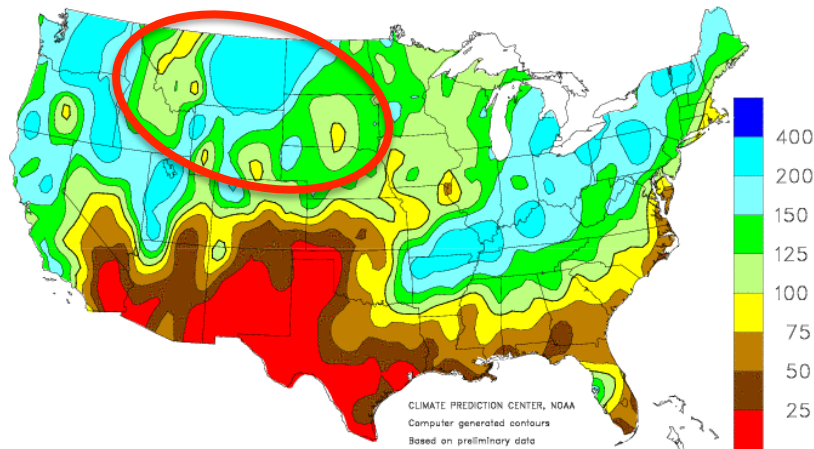 400
200
150
125
100
75
50
25
CLIMATE PREDICTION CENTER, NOAA
Computer generated contours
Based on preliminary data